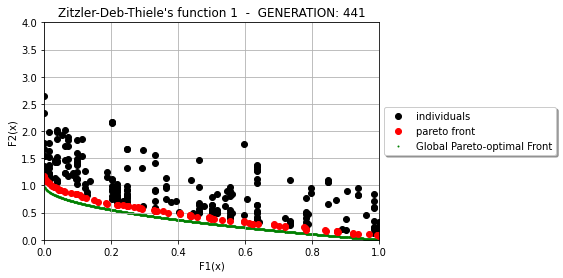 Zitzler-Deb-Thiele's function 1 - GENERATION: 441
4.0
3.5
3.0
2.5
2.0
1.5
1.0
0.5
0.0
F2(x)
0.0 0.2 0.4 0.6 0.8 1.0
F1(x)
individuals
pareto front
Global Pareto-optimal Front